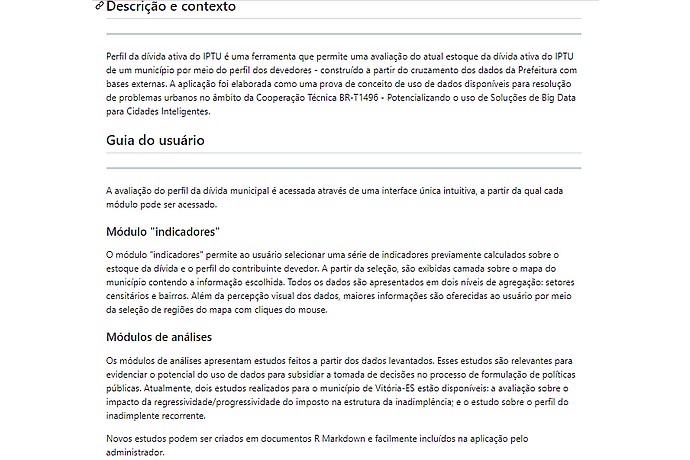 Descrição e contexto
Perfil da dívida ativa do IPTU é uma ferramenta que permite uma avaliação do atual estoque da dívida ativa do IPTU
de um município por meio do perfil dos devedores - construído a partir do cruzamento dos dados da Prefeitura com
bases externas. A aplicação foi elaborada como uma prova de conceito de uso de dados disponíveis para resolução
de problemas urbanos no âmbito da Cooperação Técnica BR-T1496 - Potencializando o uso de Soluções de Big Data
para Cidades Inteligentes.
Guia do usuário
A avaliação do perfil da dívida municipal é acessada através de uma interface única intuitiva, a partir da qual cada
módulo pode ser acessado.
Módulo "indicadores"
O módulo "indicadores" permite ao usuário selecionar uma série de indicadores previamente calculados sobre o
estoque da dívida e o perfil do contribuinte devedor. A partir da seleção, são exibidas camada sobre o mapa do
município contendo a informação escolhida. Todos os dados são apresentados em dois níveis de agregação: setores
censitários e bairros. Além da percepção visual dos dados, maiores informações são oferecidas ao usuário por meio
da seleção de regiões do mapa com cliques do mouse.
Módulos de análises
Os módulos de análises apresentam estudos feitos a partir dos dados levantados. Esses estudos são relevantes para
evidenciar o potencial do uso de dados para subsidiar a tomada de decisões no processo de formulação de políticas
públicas. Atualmente, dois estudos realizados para o município de Vitória-ES estão disponíveis: a avaliação sobre o
impacto da regressividade/progressividade do imposto na estrutura da inadimplência; e o estudo sobre o perfil do
inadimplente recorrente.
Novos estudos podem ser criados em documentos R Markdown e facilmente incluídos na aplicação pelo
administrador.